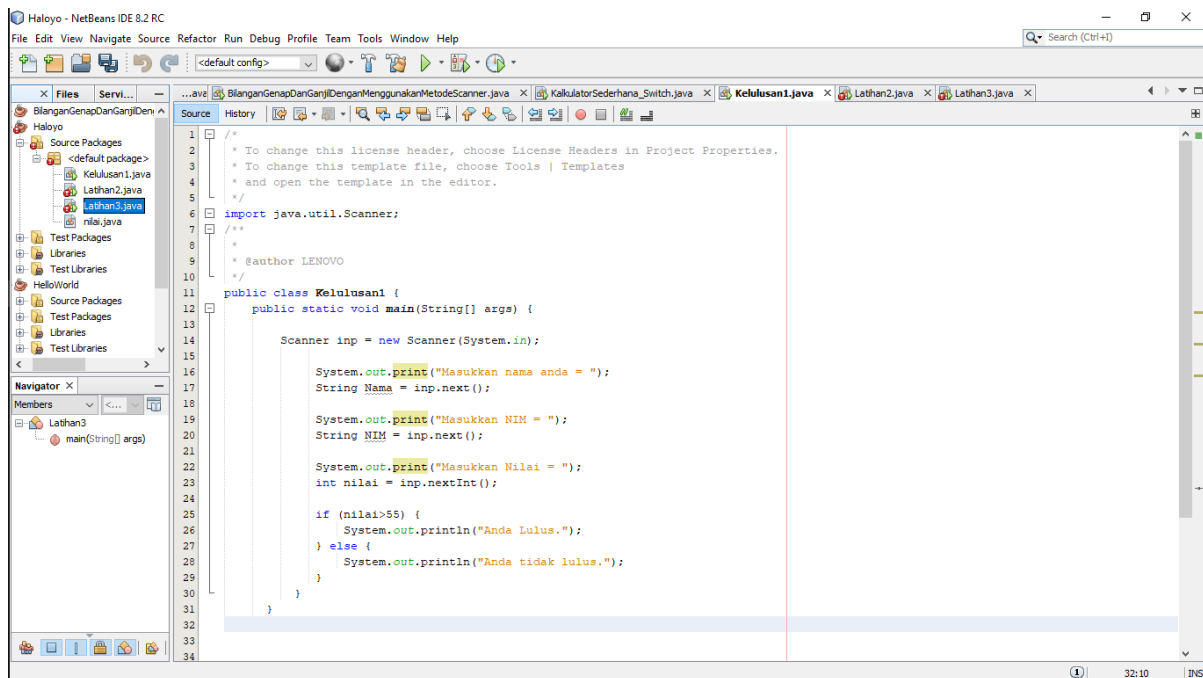 Haloyo - NetBeans IDE 8.2 RC
File Edit View Navigate Source Refactor Run Debug Profile Team Tools Window Help
Search (Ctrl+I)
<default config>
Files Servi...
...ava BilanganGenapDanGanjilDenganMenggunakanMetodeScanner.java KalkulatorSederhana_Switch.java Kelulusan1.java Latihan2.java Latihan3.java
BilanganGenapDanGanjilDeng
Haloyo
Source Packages
<default package>
Kelulusan1.java
Latihan2.java
Latihan3.java
nilai.java
Test Packages
Libraries
Test Libraries
HelloWorld
Source Packages
Test Packages
Libraries
Test Libraries
Navigator
Members <...
Latihan3
main(String[] args)
Source History
1 /*
2 * To change this license header, choose License Headers in Project Properties.
3 * To change this template file, choose Tools | Templates
4 * and open the template in the editor.
5 */
6 import java.util.Scanner;
7 /**
8 *
9 * @author LENOVO
10 */
11 public class Kelulusan1 {
12 public static void main(String[] args) {
13
14 Scanner inp = new Scanner(System.in);
15
16 System.out.print("Masukkan nama anda = ");
17 String Nama = inp.next();
18
19 System.out.print("Masukkan NIM = ");
20 String NIM = inp.next();
21
22 System.out.print("Masukkan Nilai = ");
23 int nilai = inp.nextInt();
24
25 if (nilai>55) {
26 System.out.println("Anda Lulus.");
27 } else {
28 System.out.println("Anda tidak lulus.");
29 }
30 }
31 }
32
33
34
1 32:10 INS